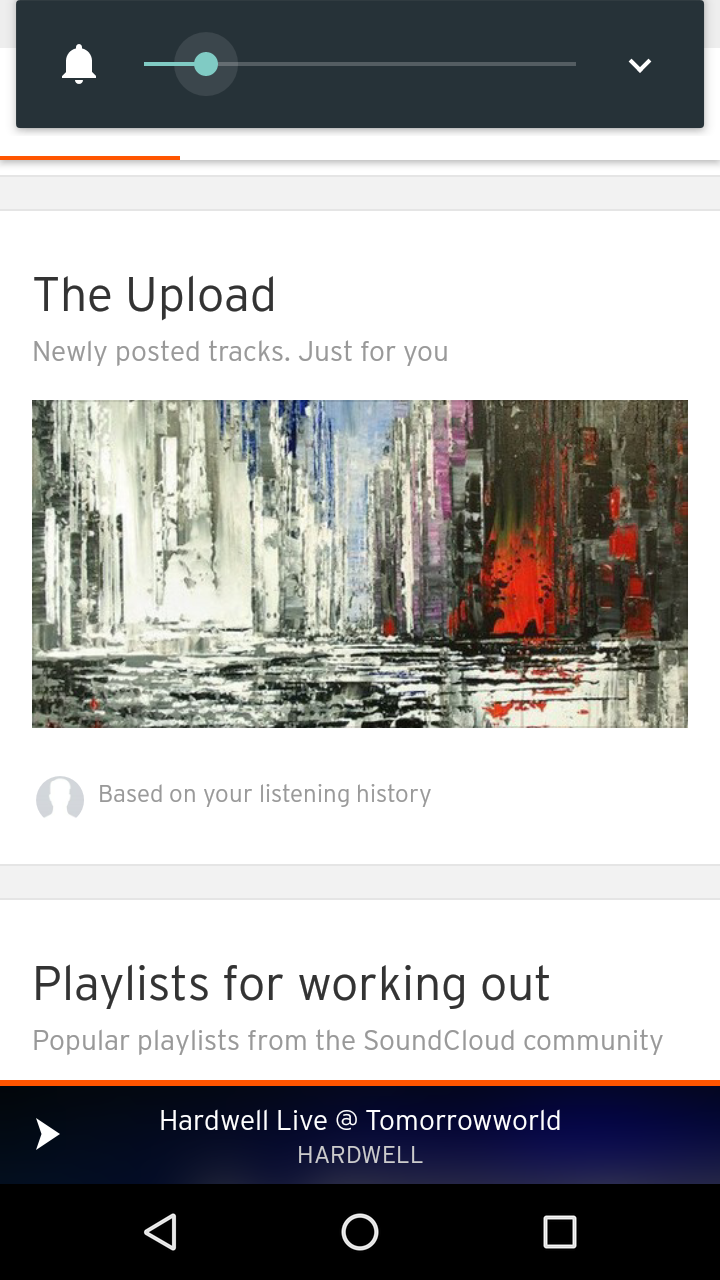 The Upload
Newly posted tracks. Just for you
Based on your listening history
Playlists for working out
Popular playlists from the SoundCloud community
Hardwell Live @ Tomorrowworld
HARDWELL